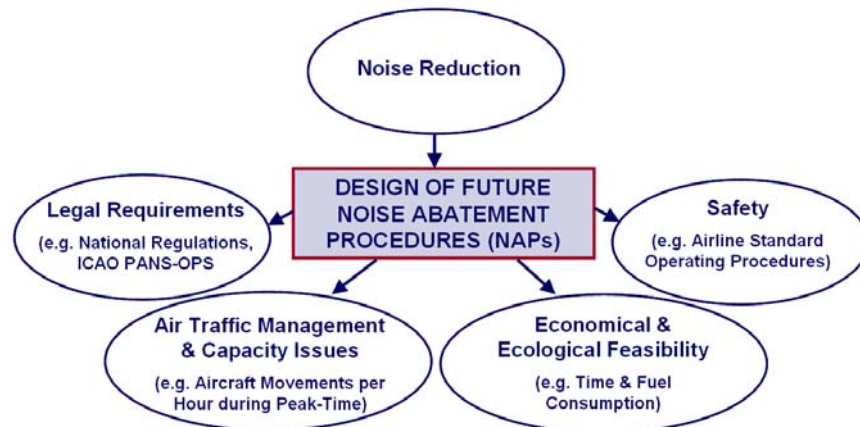 Noise Reduction
DESIGN OF FUTURE
NOISE ABATEMENT
PROCEDURES (NAPs)
Legal Requirements
(e.g. National Regulations,
ICAO PANS-OPS
Safety
(e.g. Airline Standard
Operating Procedures)
Air Traffic Management
& Capacity Issues
(e.g. Aircraft Movements per
Hour during Peak-Time)
Economical &
Ecological Feasibility
(e.g. Time & Fuel
Consumption)